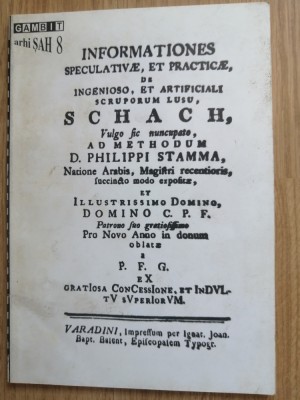 GAMBIT
arhi ŞAH 8
INFORMATIONES
SPECULATIVÆ, ET PRACTICÆ,
DE
INGENIOSO, ET ARTIFICIALI
SCRUPORUM LUSU,
SCHACH,
Vulgo sic nuncupato,
AD METHODUM
D. PHILIPPI STAMMA,
Natione Arabis, Magistri recentioris,
succincto modo expositæ,
ET
ILLUSTRISSIMO DOMINO,
DOMINO C. P. F.
Patrono suo gratiosissimo
Pro Novo Anno in donum
oblatæ
P. F. G.
EX
GRATIOSA CONCESSIONE, ET INDVL-
TV SVPERIORVM.
VARADINI, Impressum per Ignat. Joan.
Bapt. Balent, Episcopalem Typogr.